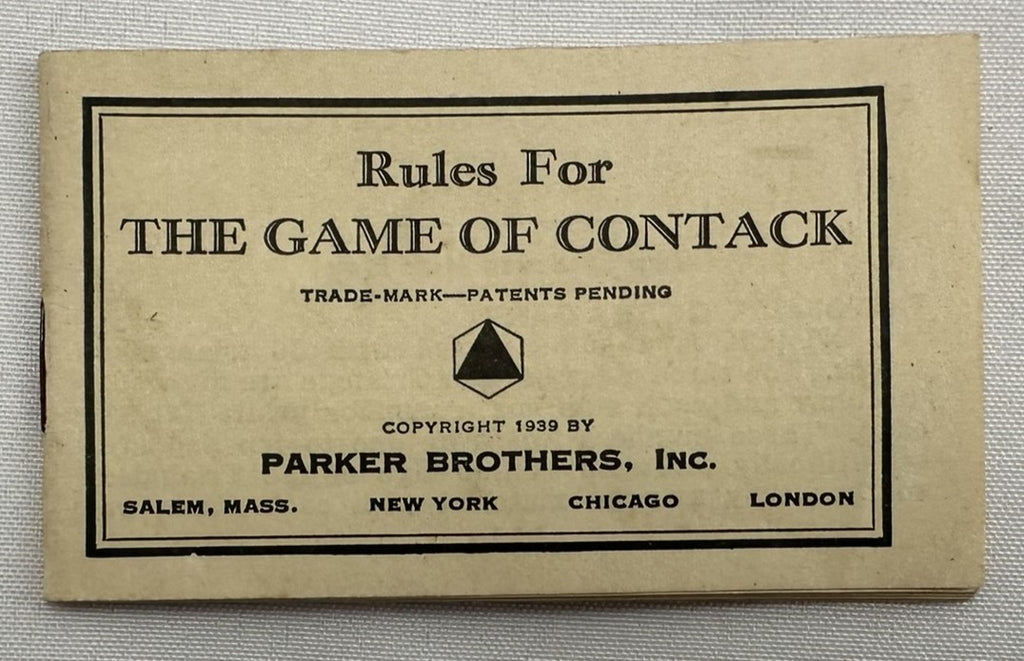 Rules For
THE GAME OF CONTACK
TRADE-MARK—PATENTS PENDING
COPYRIGHT 1939 BY
PARKER BROTHERS, INC.
SALEM, MASS. NEW YORK CHICAGO LONDON